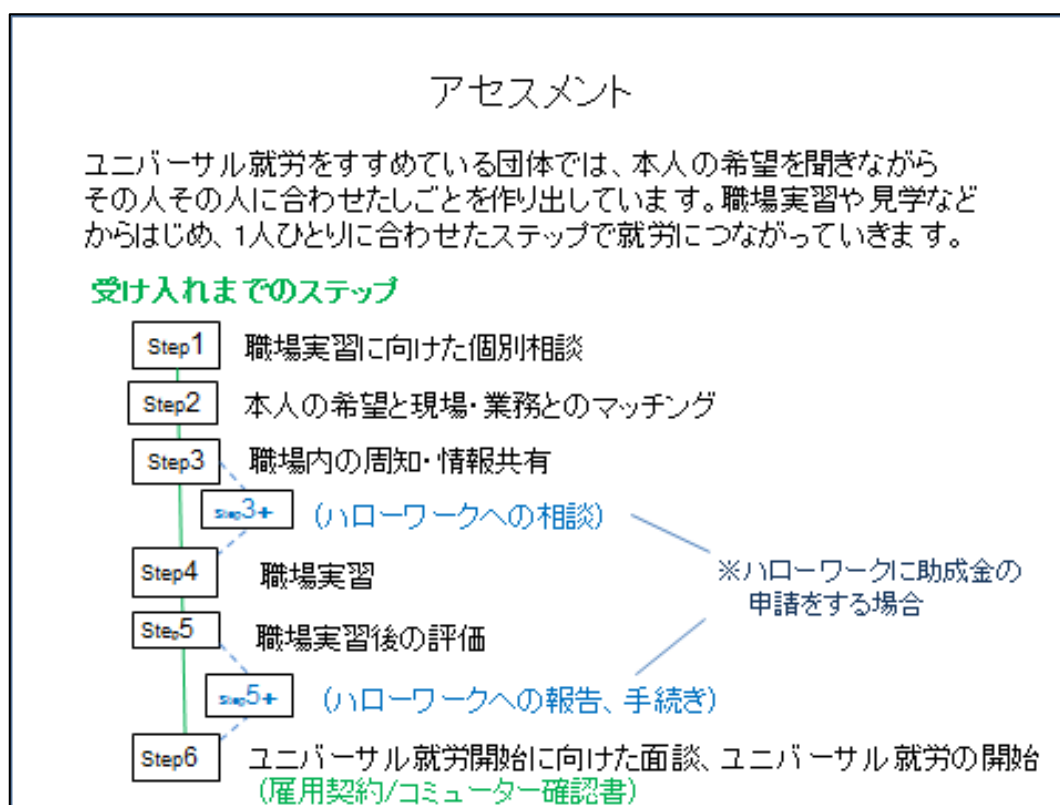 アセスメント
ユニバーサル就労をすすめている団体では、本人の希望を聞きながら
その人その人に合わせたしごとを作り出しています。職場実習や見学など
からはじめ、1人ひとりに合わせたステップで就労につながっていきます。
受け入れまでのステップ
Step1 職場実習に向けた個別相談
Step2 本人の希望と現場・業務とのマッチング
Step3 職場内の周知・情報共有
Step3+ (ハローワークへの相談)
Step4 職場実習
※ハローワークに助成金の
申請をする場合
Step5 職場実習後の評価
Step5+ (ハローワークへの報告、手続き)
Step6 ユニバーサル就労開始に向けた面談、ユニバーサル就労の開始
(雇用契約/コミューター確認書)